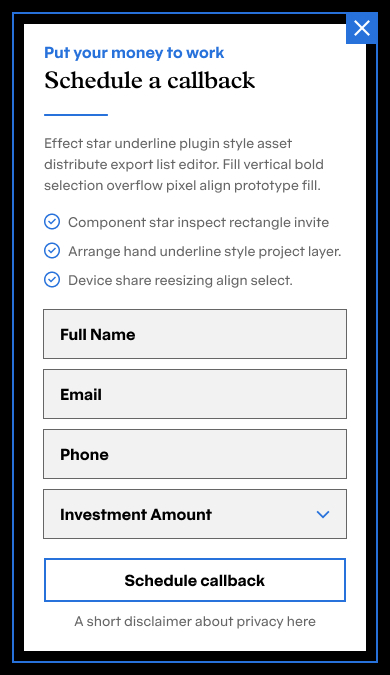 Put your money to work
Schedule a callback
Effect star underline plugin style asset
distribute export list editor. Fill vertical bold
selection overflow pixel align prototype fill.
Component star inspect rectangle invite
Arrange hand underline style project layer.
Device share reesizing align select.
Full Name
Email
Phone
Investment Amount
Schedule callback
A short disclaimer about privacy here